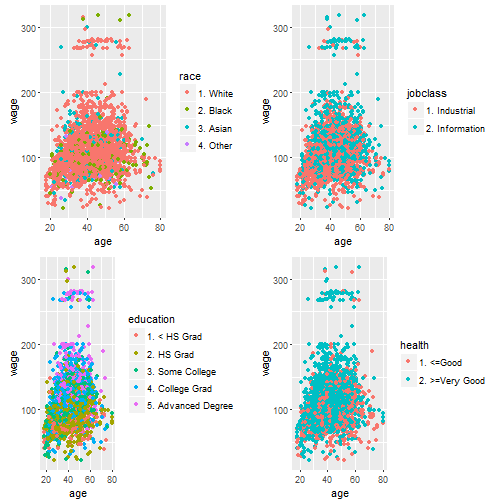 300
200
100
wage
20 40 60 80
age
race
1. White
2. Black
3. Asian
4. Other
300
200
100
wage
20 40 60 80
age
jobclass
1. Industrial
2. Information
300
200
100
wage
20 40 60 80
age
education
1. < HS Grad
2. HS Grad
3. Some College
4. College Grad
5. Advanced Degree
300
200
100
wage
20 40 60 80
age
health
1. <=Good
2. >=Very Good